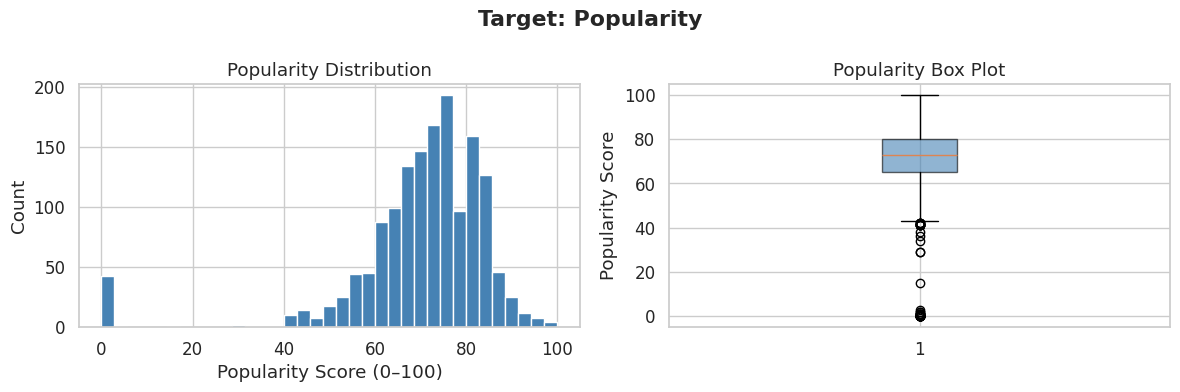 Target: Popularity
Popularity Distribution
200
150
100
50
0
Count
0 20 40 60 80 100
Popularity Score (0–100)
Popularity Box Plot
100
80
60
40
20
0
Popularity Score
1